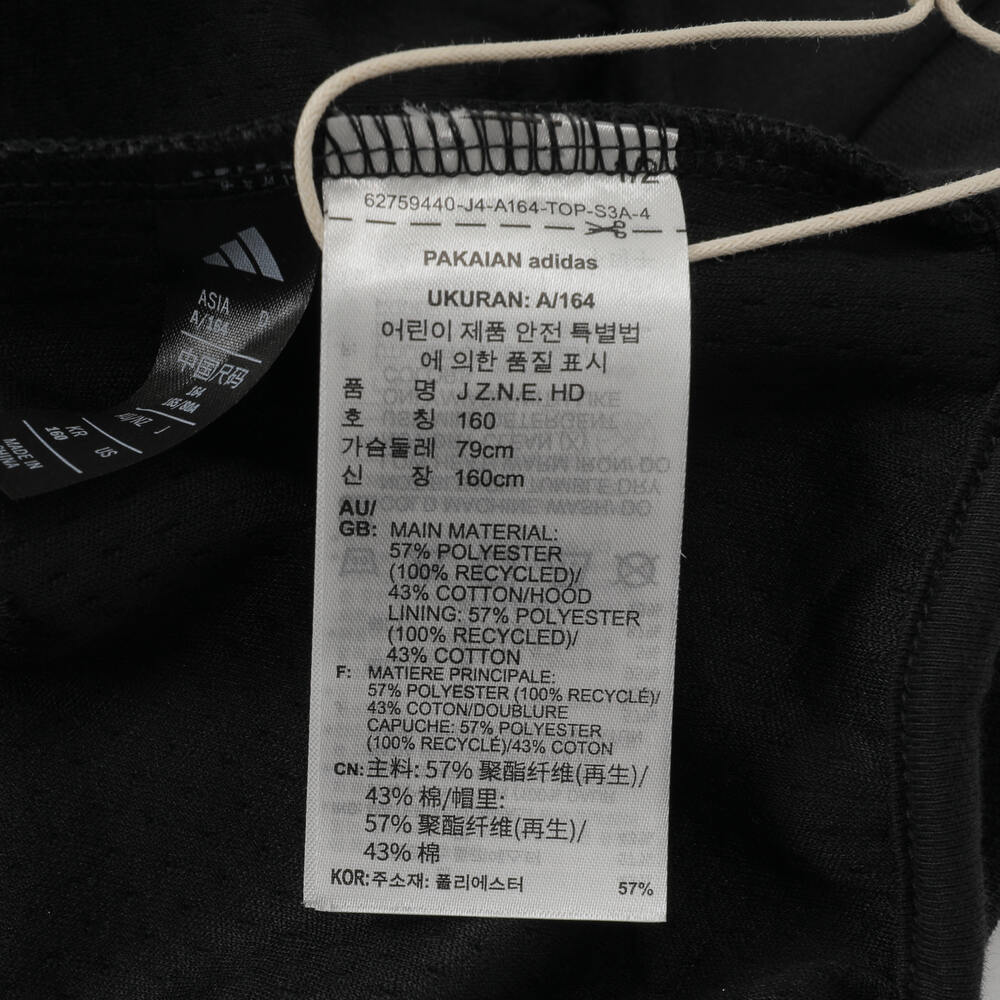 1/2
62759440-J4-A164-TOP-S3A-4
PAKAIAN adidas
UKURAN: A/164
어린이 제품 안전 특별법
에 의한 품질 표시
품 명 J Z.N.E. HD
호 칭 160
가슴둘레 79cm
신 장 160cm
AU/
GB: MAIN MATERIAL:
57% POLYESTER
(100% RECYCLED)/
43% COTTON/HOOD
LINING: 57% POLYESTER
(100% RECYCLED)/
43% COTTON
F: MATIERE PRINCIPALE:
57% POLYESTER (100% RECYCLÉ)/
43% COTON/DOUBLURE
CAPUCHE: 57% POLYESTER
(100% RECYCLÉ)/43% COTON
CN:主料: 57% 聚酯纤维(再生)/
43% 棉/帽里:
57% 聚酯纤维(再生)/
43% 棉
KOR:주소재: 폴리에스터 57%
ASIA
A/164
中国尺码
164
J
US
KR
160
MADE IN
CHINA